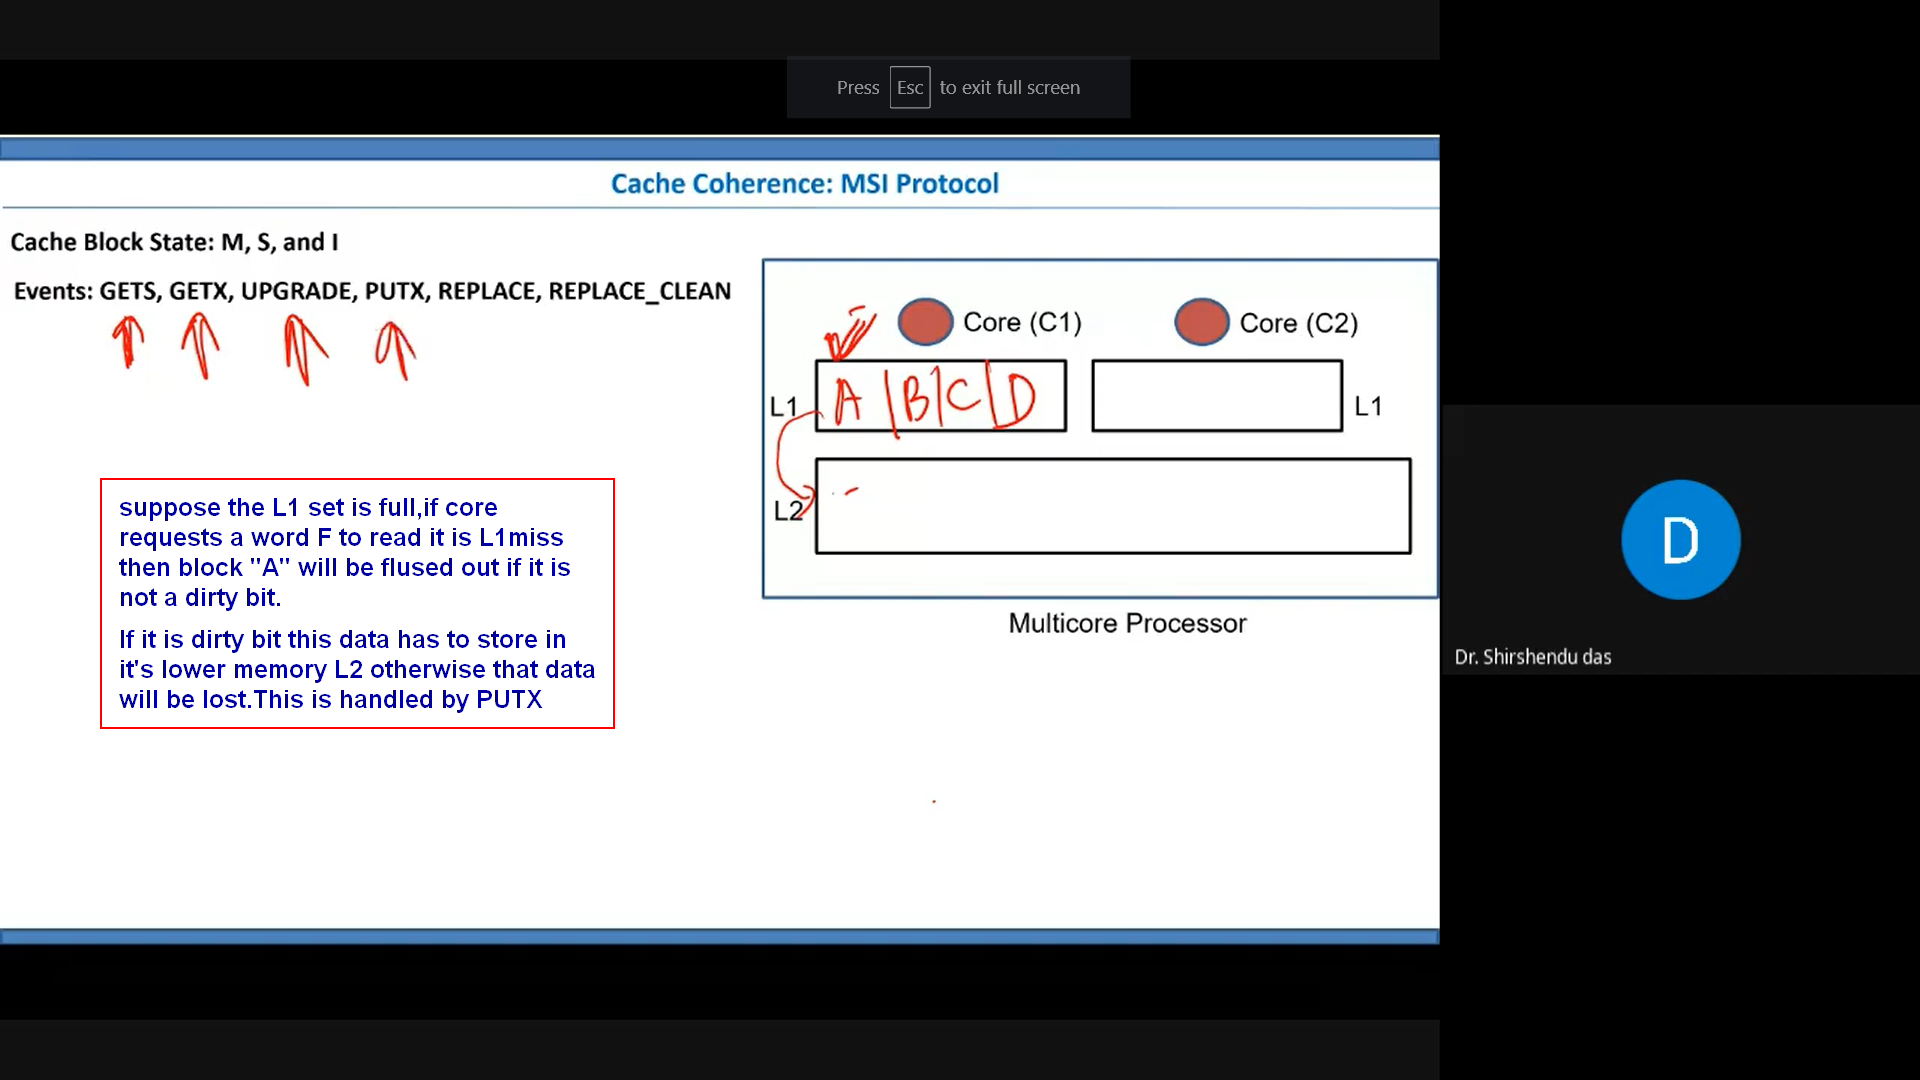 Press Esc to exit full screen
Cache Coherence: MSI Protocol
Cache Block State: M, S, and I
Events: GETS, GETX, UPGRADE, PUTX, REPLACE, REPLACE_CLEAN
Core (C1)
Core (C2)
L1
A | B | C | D
L1
L2
Multicore Processor
suppose the L1 set is full,if core
requests a word F to read it is L1miss
then block "A" will be flused out if it is
not a dirty bit.
If it is dirty bit this data has to store in
it's lower memory L2 otherwise that data
will be lost.This is handled by PUTX
D
Dr. Shirshendu das